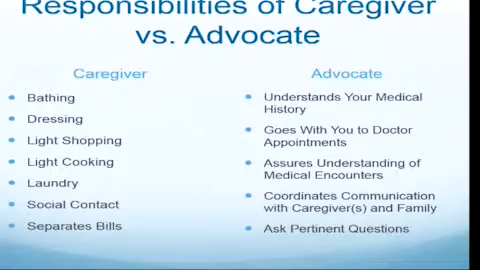 Responsibilities of Caregiver
vs. Advocate
Caregiver
Bathing
Dressing
Light Shopping
Light Cooking
Laundry
Social Contact
Separates Bills
Advocate
Understands Your Medical
History
Goes With You to Doctor
Appointments
Assures Understanding of
Medical Encounters
Coordinates Communication
with Caregiver(s) and Family
Ask Pertinent Questions